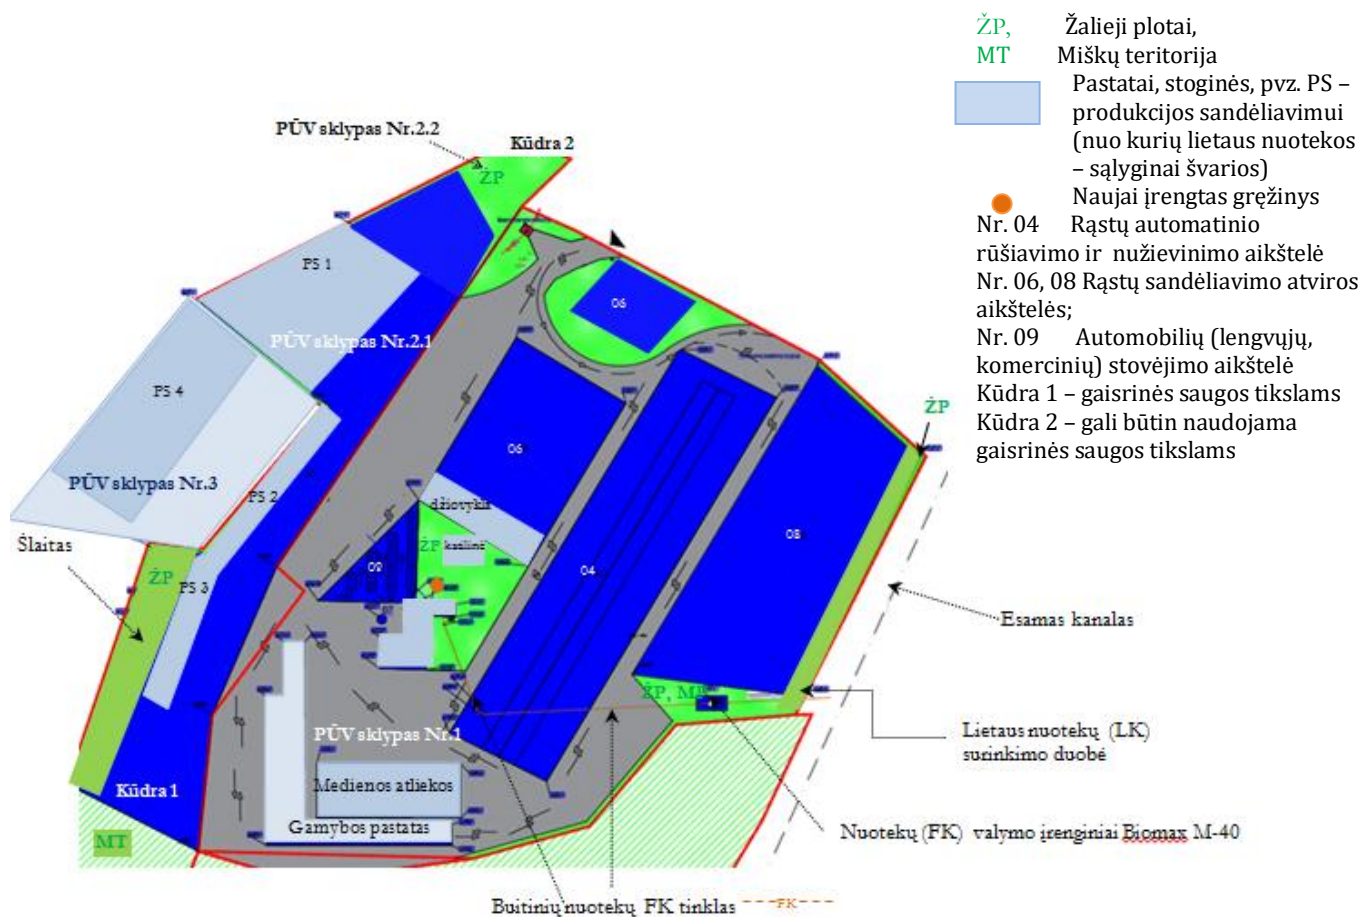 ŽP, Žalieji plotai,
MT Miškų teritorija
Pastatai, stoginės, pvz. PS –
produkcijos sandėliavimui
(nuo kurių lietaus nuotekos
– sąlyginai švarios)
Naujai įrengtas gręžinys
Nr. 04 Rąstų automatinio
rūšiavimo ir nužievinimo aikštelė
Nr. 06, 08 Rąstų sandėliavimo atviros
aikštelės;
Nr. 09 Automobilių (lengvųjų,
komercinių) stovėjimo aikštelė
Kūdra 1 – gaisrinės saugos tikslams
Kūdra 2 – gali būtin naudojama
gaisrinės saugos tikslams
PŪV sklypas Nr.2.2
Kūdra 2
ŽP
PS 1
06
PŪV sklypas Nr.2.1
PS 4
ŽP
06
PŪV sklypas Nr.3
PS 2
džiovykla
08
Šlaitas
ŽP
katilinė
ŽP
PS 3
09
04
07
Esamas kanalas
ŽP, MT
PŪV sklypas Nr.1
Lietaus nuotekų (LK)
surinkimo duobė
Medienos atliekos
Kūdra 1
Gamybos pastatas
Nuotekų (FK) valymo įrenginiai Biomax M-40
MT
Buitinių nuotekų FK tinklas
FK